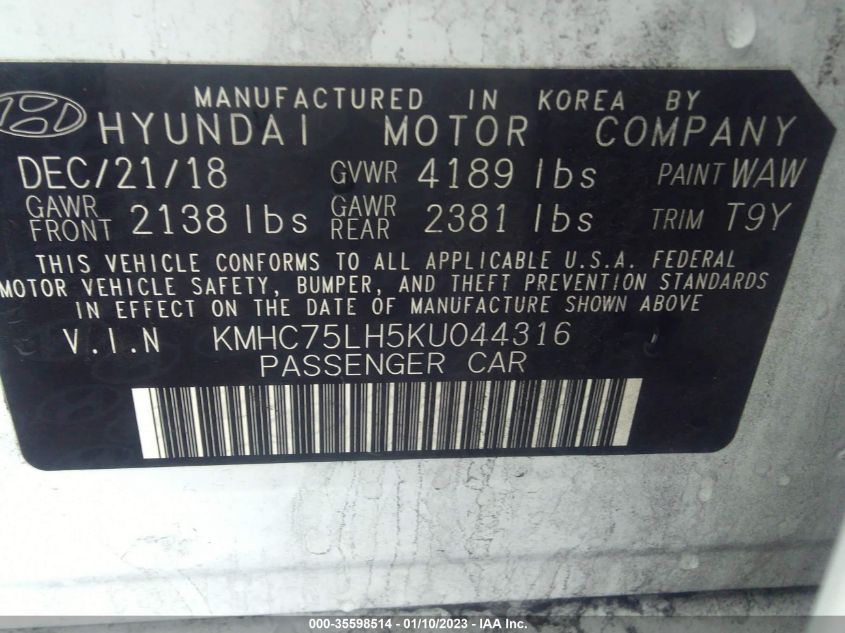 MANUFACTURED IN KOREA BY
HYUNDAI MOTOR COMPANY
DEC/21/18 GVWR 4189 lbs PAINT WAW
GAWR FRONT 2138 lbs GAWR REAR 2381 lbs TRIM T9Y
THIS VEHICLE CONFORMS TO ALL APPLICABLE U.S.A. FEDERAL
MOTOR VEHICLE SAFETY, BUMPER, AND THEFT PREVENTION STANDARDS
IN EFFECT ON THE DATE OF MANUFACTURE SHOWN ABOVE
V.I.N KMHC75LH5KU044316
PASSENGER CAR
000-35598514 - 01/10/2023 - IAA Inc.